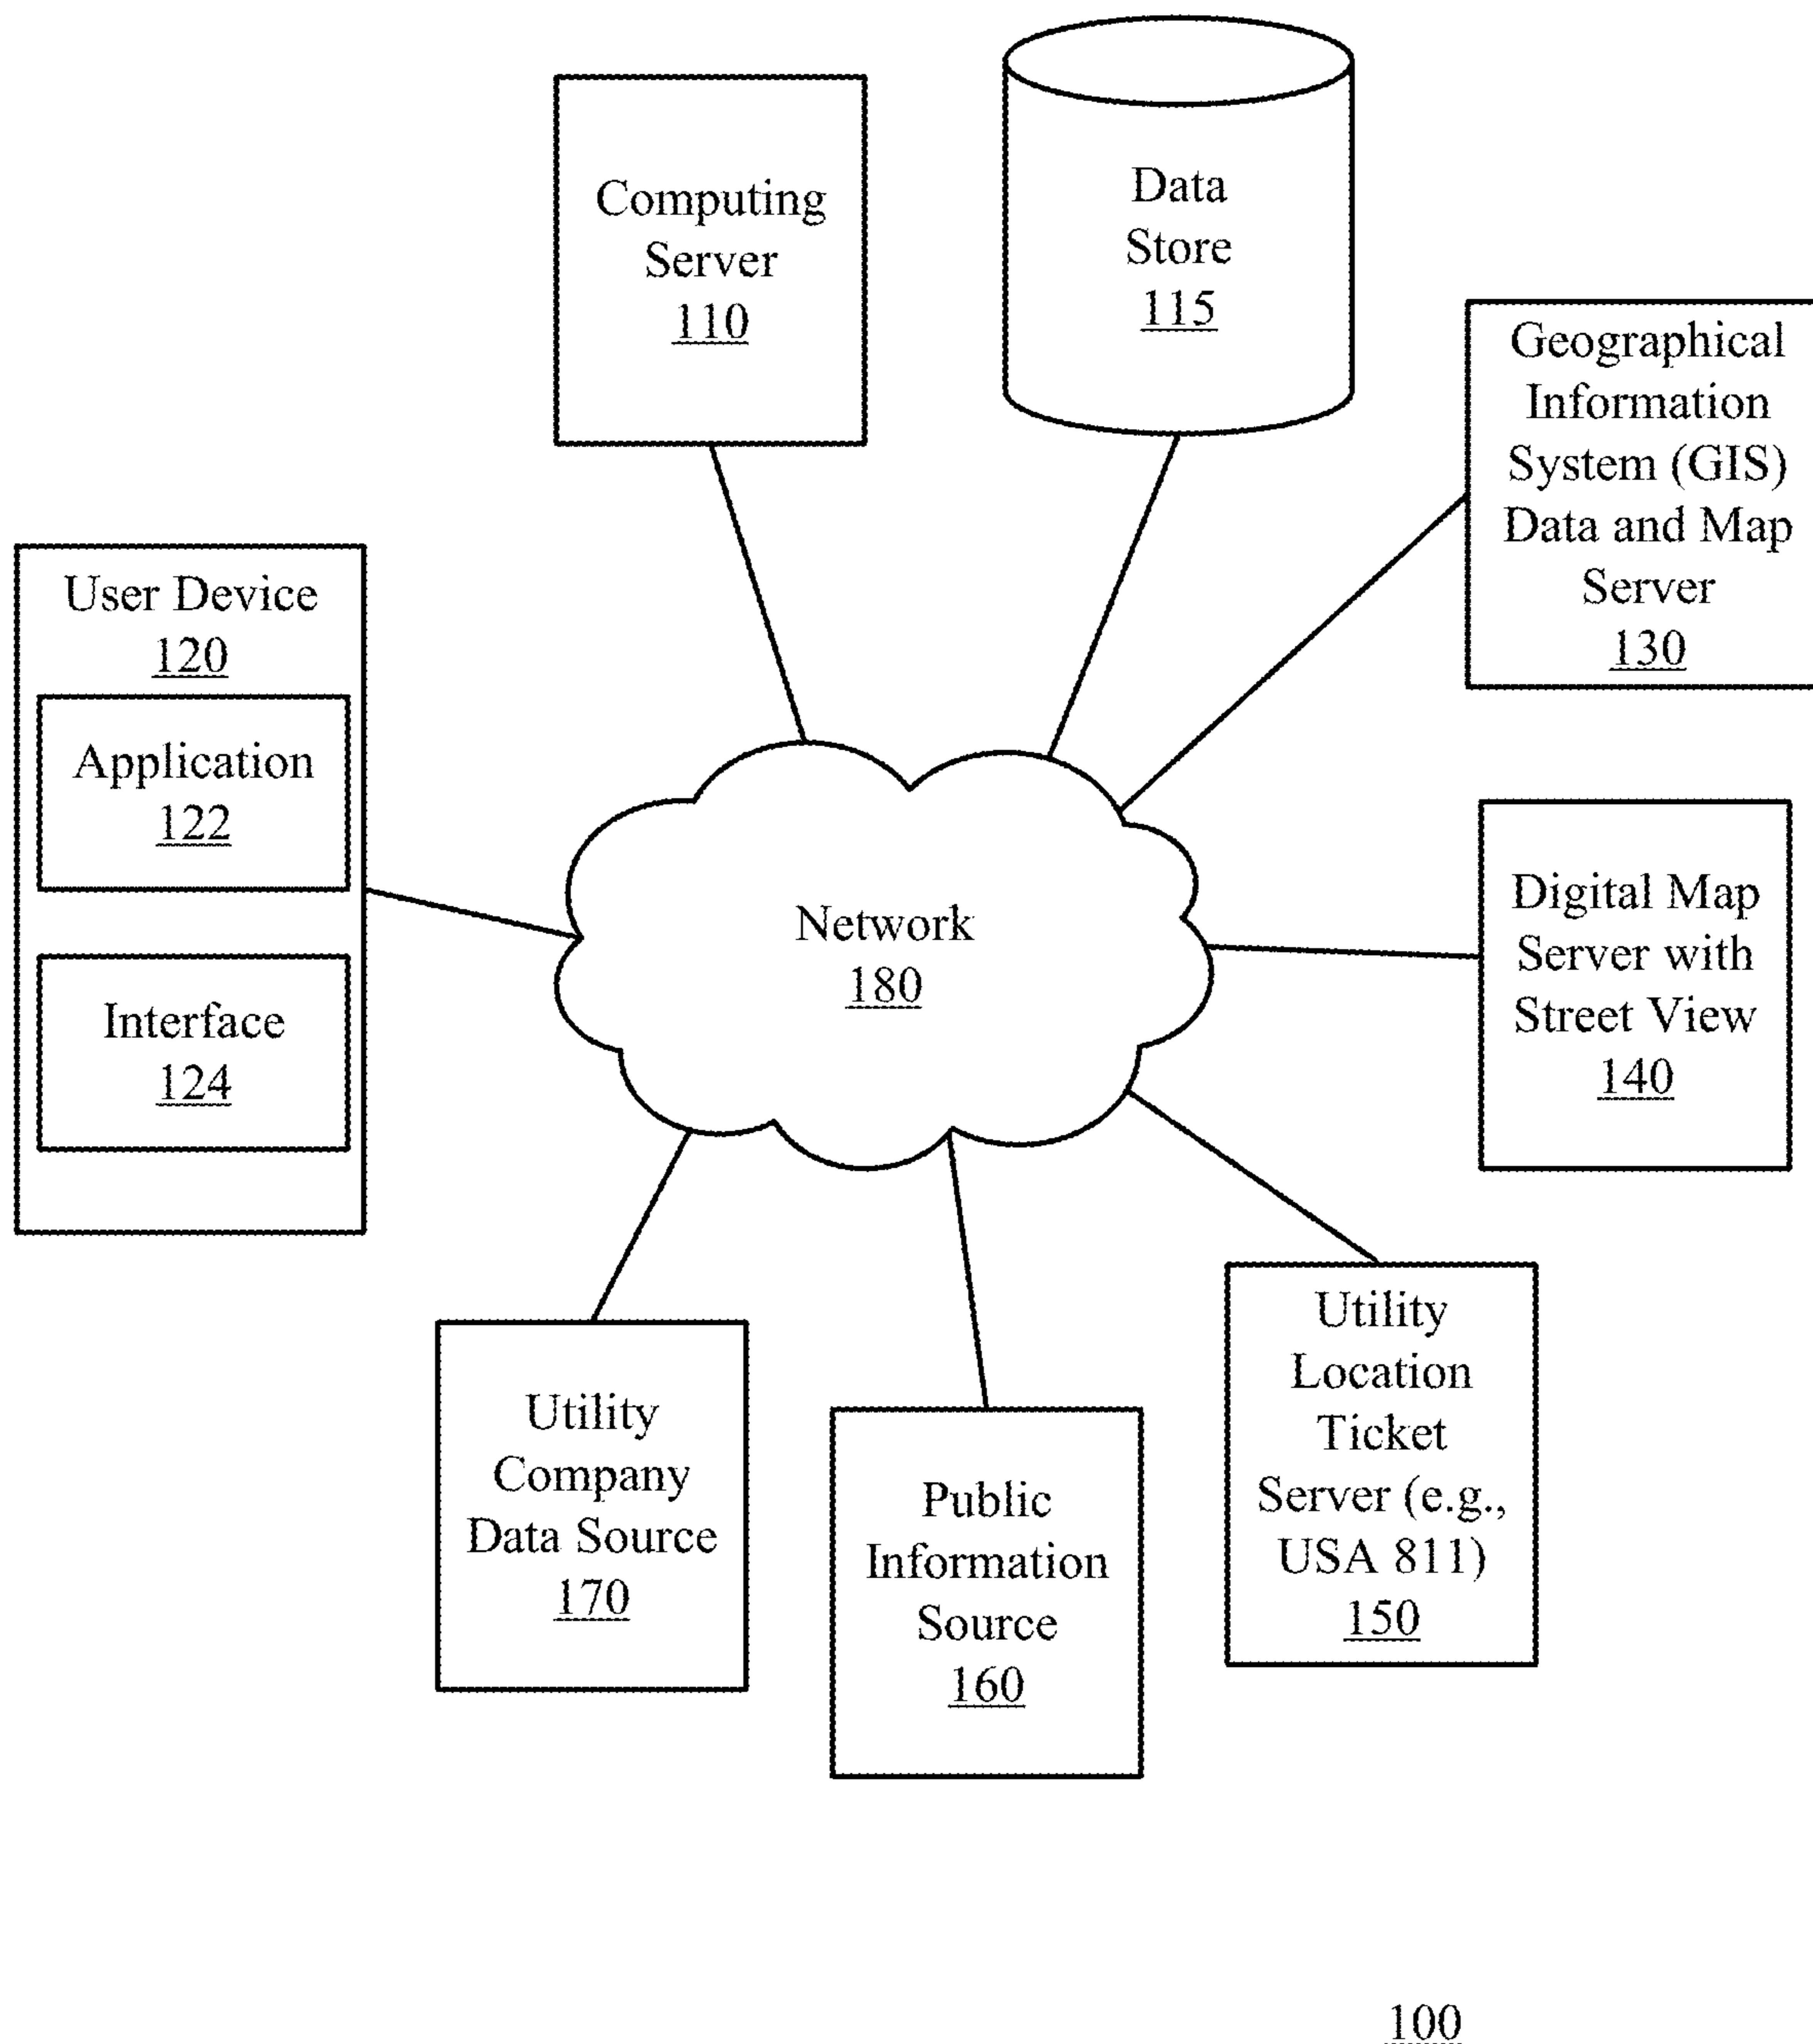 Computing
Server
110
Data
Store
115
Geographical
Information
System (GIS)
Data and Map
Server
130
User Device
120
Application
122
Interface
124
Network
180
Digital Map
Server with
Street View
140
Utility
Location
Ticket
Server (e.g.,
USA 811)
150
Utility
Company
Data Source
170
Public
Information
Source
160
100